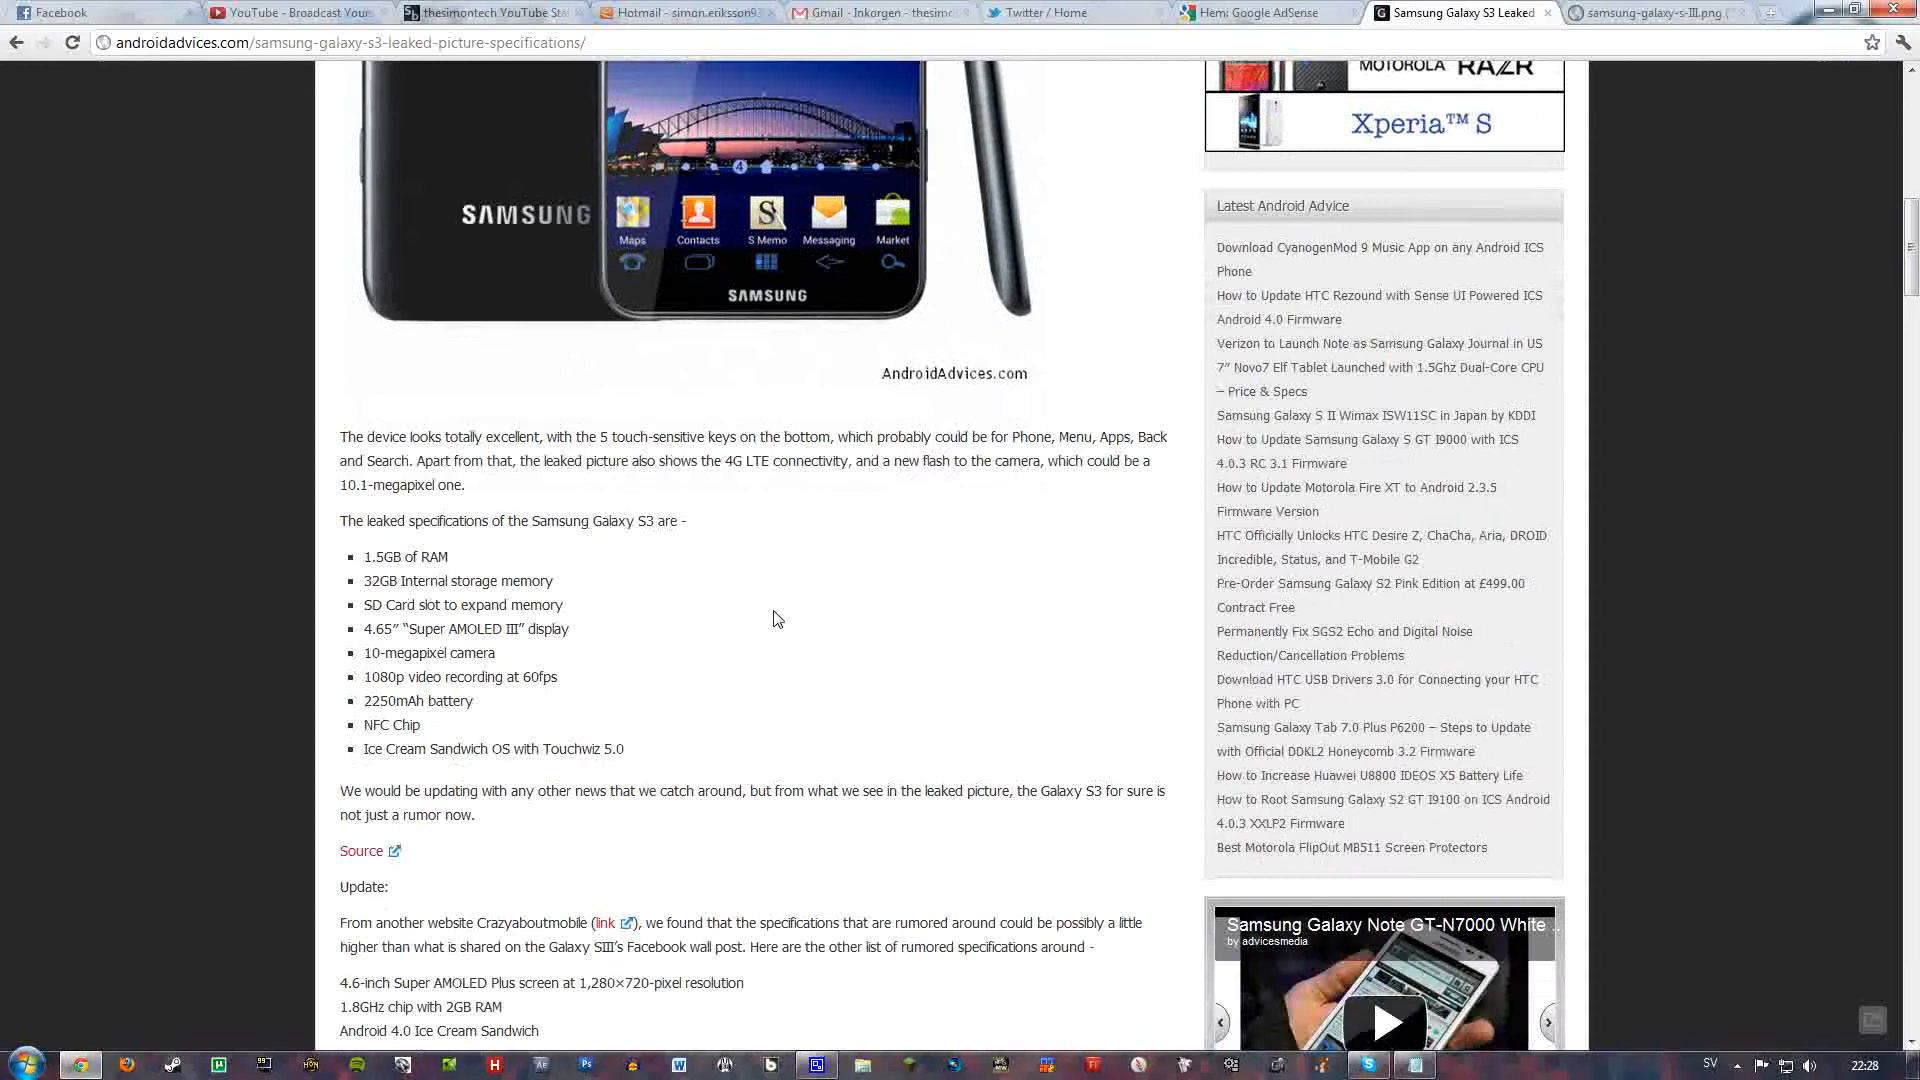 Facebook
YouTube - Broadcast Your
thesimontech YouTube Sta
Hotmail - simon.eriksson93
Gmail - Inkorgen - thesimo
Twitter / Home
Hem: Google AdSense
Samsung Galaxy S3 Leaked
samsung-galaxy-s-III.png (
androidadvices.com/samsung-galaxy-s3-leaked-picture-specifications/
MOTOROLA RAZR
Xperia™ S
4
SAMSUNG
Maps
Contacts
S Memo
Messaging
Market
SAMSUNG
AndroidAdvices.com
The device looks totally excellent, with the 5 touch-sensitive keys on the bottom, which probably could be for Phone, Menu, Apps, Back
and Search. Apart from that, the leaked picture also shows the 4G LTE connectivity, and a new flash to the camera, which could be a
10.1-megapixel one.
The leaked specifications of the Samsung Galaxy S3 are -
1.5GB of RAM
32GB Internal storage memory
SD Card slot to expand memory
4.65” “Super AMOLED III” display
10-megapixel camera
1080p video recording at 60fps
2250mAh battery
NFC Chip
Ice Cream Sandwich OS with Touchwiz 5.0
We would be updating with any other news that we catch around, but from what we see in the leaked picture, the Galaxy S3 for sure is
not just a rumor now.
Source
Update:
From another website Crazyaboutmobile (link), we found that the specifications that are rumored around could be possibly a little
higher than what is shared on the Galaxy SIII’s Facebook wall post. Here are the other list of rumored specifications around -
4.6-inch Super AMOLED Plus screen at 1,280×720-pixel resolution
1.8GHz chip with 2GB RAM
Android 4.0 Ice Cream Sandwich
Latest Android Advice
Download CyanogenMod 9 Music App on any Android ICS
Phone
How to Update HTC Rezound with Sense UI Powered ICS
Android 4.0 Firmware
Verizon to Launch Note as Samsung Galaxy Journal in US
7” Novo7 Elf Tablet Launched with 1.5Ghz Dual-Core CPU
– Price & Specs
Samsung Galaxy S II Wimax ISW11SC in Japan by KDDI
How to Update Samsung Galaxy S GT I9000 with ICS
4.0.3 RC 3.1 Firmware
How to Update Motorola Fire XT to Android 2.3.5
Firmware Version
HTC Officially Unlocks HTC Desire Z, ChaCha, Aria, DROID
Incredible, Status, and T-Mobile G2
Pre-Order Samsung Galaxy S2 Pink Edition at £499.00
Contract Free
Permanently Fix SGS2 Echo and Digital Noise
Reduction/Cancellation Problems
Download HTC USB Drivers 3.0 for Connecting your HTC
Phone with PC
Samsung Galaxy Tab 7.0 Plus P6200 – Steps to Update
with Official DDKL2 Honeycomb 3.2 Firmware
How to Increase Huawei U8800 IDEOS X5 Battery Life
How to Root Samsung Galaxy S2 GT I9100 on ICS Android
4.0.3 XXLP2 Firmware
Best Motorola FlipOut MB511 Screen Protectors
Samsung Galaxy Note GT-N7000 White ...
by advicesmedia
SV
22:28